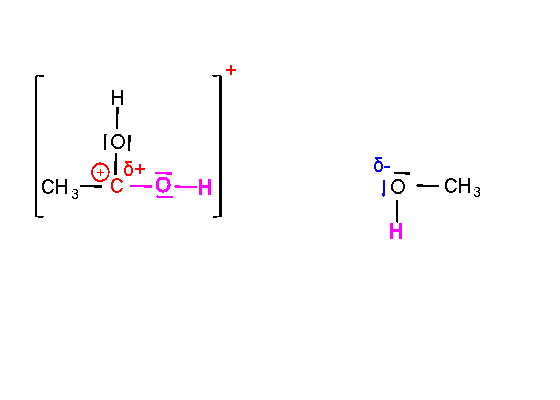 +
H
O
+ δ+
CH3 C O H
δ-
O CH3
H